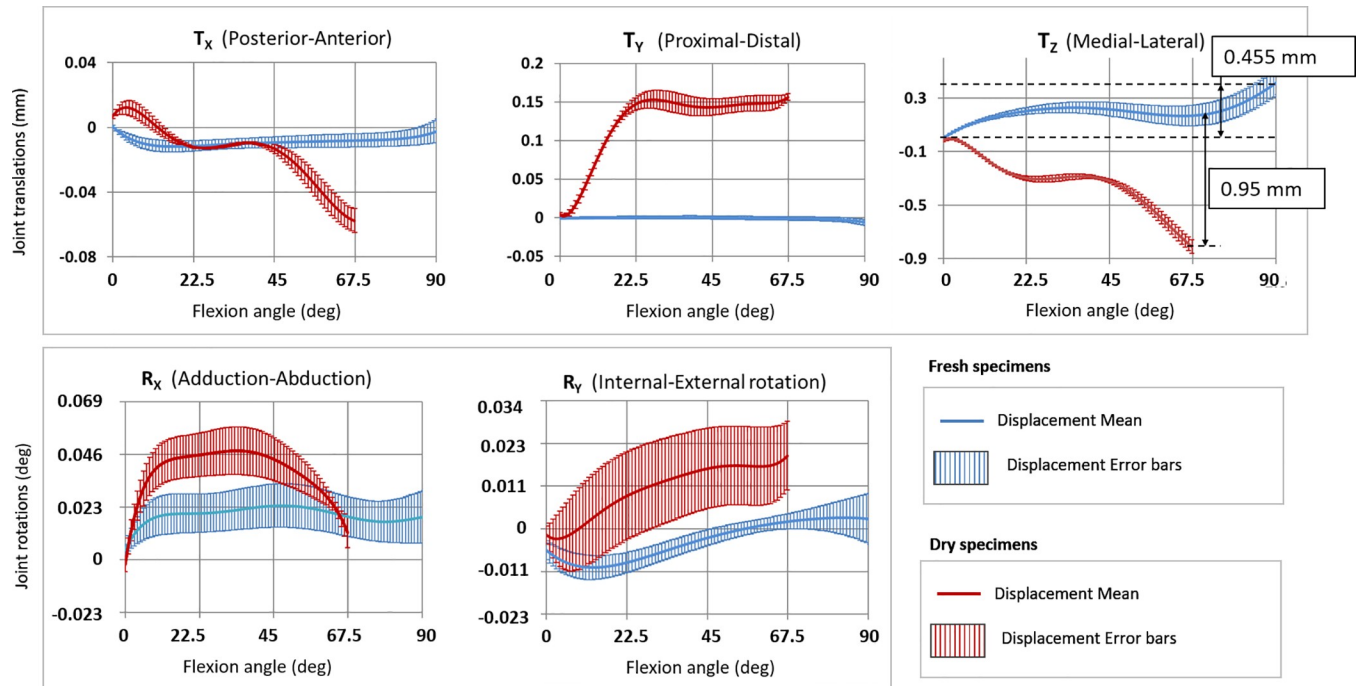 T_X (Posterior-Anterior)
T_Y (Proximal-Distal)
T_Z (Medial-Lateral)
0.455 mm
0.95 mm
Joint translations (mm)
0.04
0
-0.04
-0.08
0 22.5 45 67.5 90
Flexion angle (deg)
0.2
0.15
0.1
0.05
0
-0.05
0 22.5 45 67.5 90
Flexion angle (deg)
0.3
-0.1
-0.5
-0.9
0 22.5 45 67.5 90
Flexion angle (deg)
R_X (Adduction-Abduction)
R_Y (Internal-External rotation)
Joint rotations (deg)
0.069
0.046
0.023
0
-0.023
0 22.5 45 67.5 90
Flexion angle (deg)
0.034
0.023
0.011
0
-0.011
-0.023
0 22.5 45 67.5 90
Flexion angle (deg)
Fresh specimens
Displacement Mean
Displacement Error bars
Dry specimens
Displacement Mean
Displacement Error bars